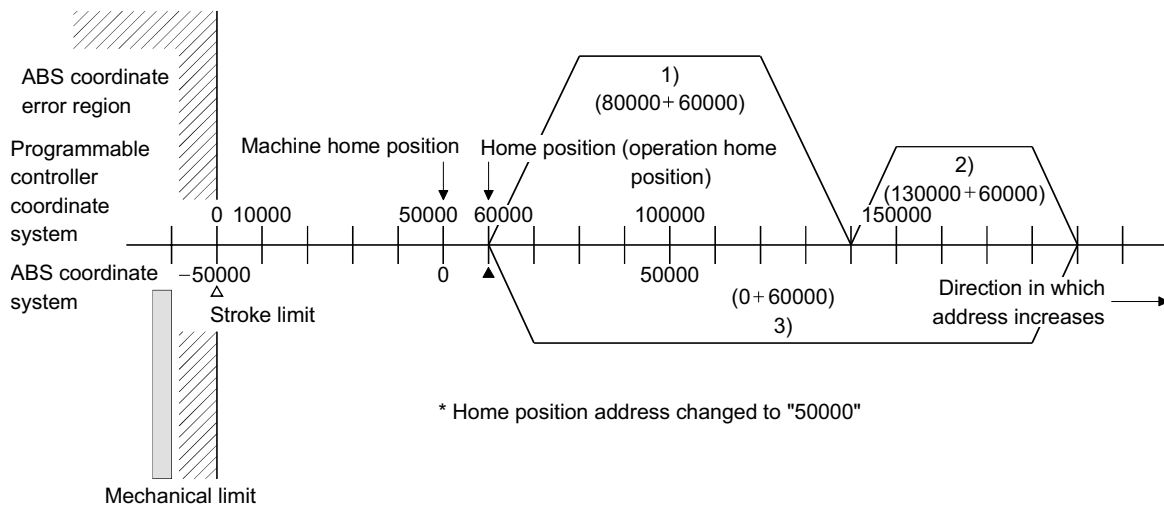 ABS coordinate
error region
1)
(80000+60000)
Programmable
controller
coordinate
system
Machine home position
Home position (operation home
position)
2)
(130000+60000)
0 10000 50000 60000 100000 150000
ABS coordinate
system
−50000 0 50000
Stroke limit
(0+60000)
3)
Direction in which
address increases
* Home position address changed to "50000"
Mechanical limit